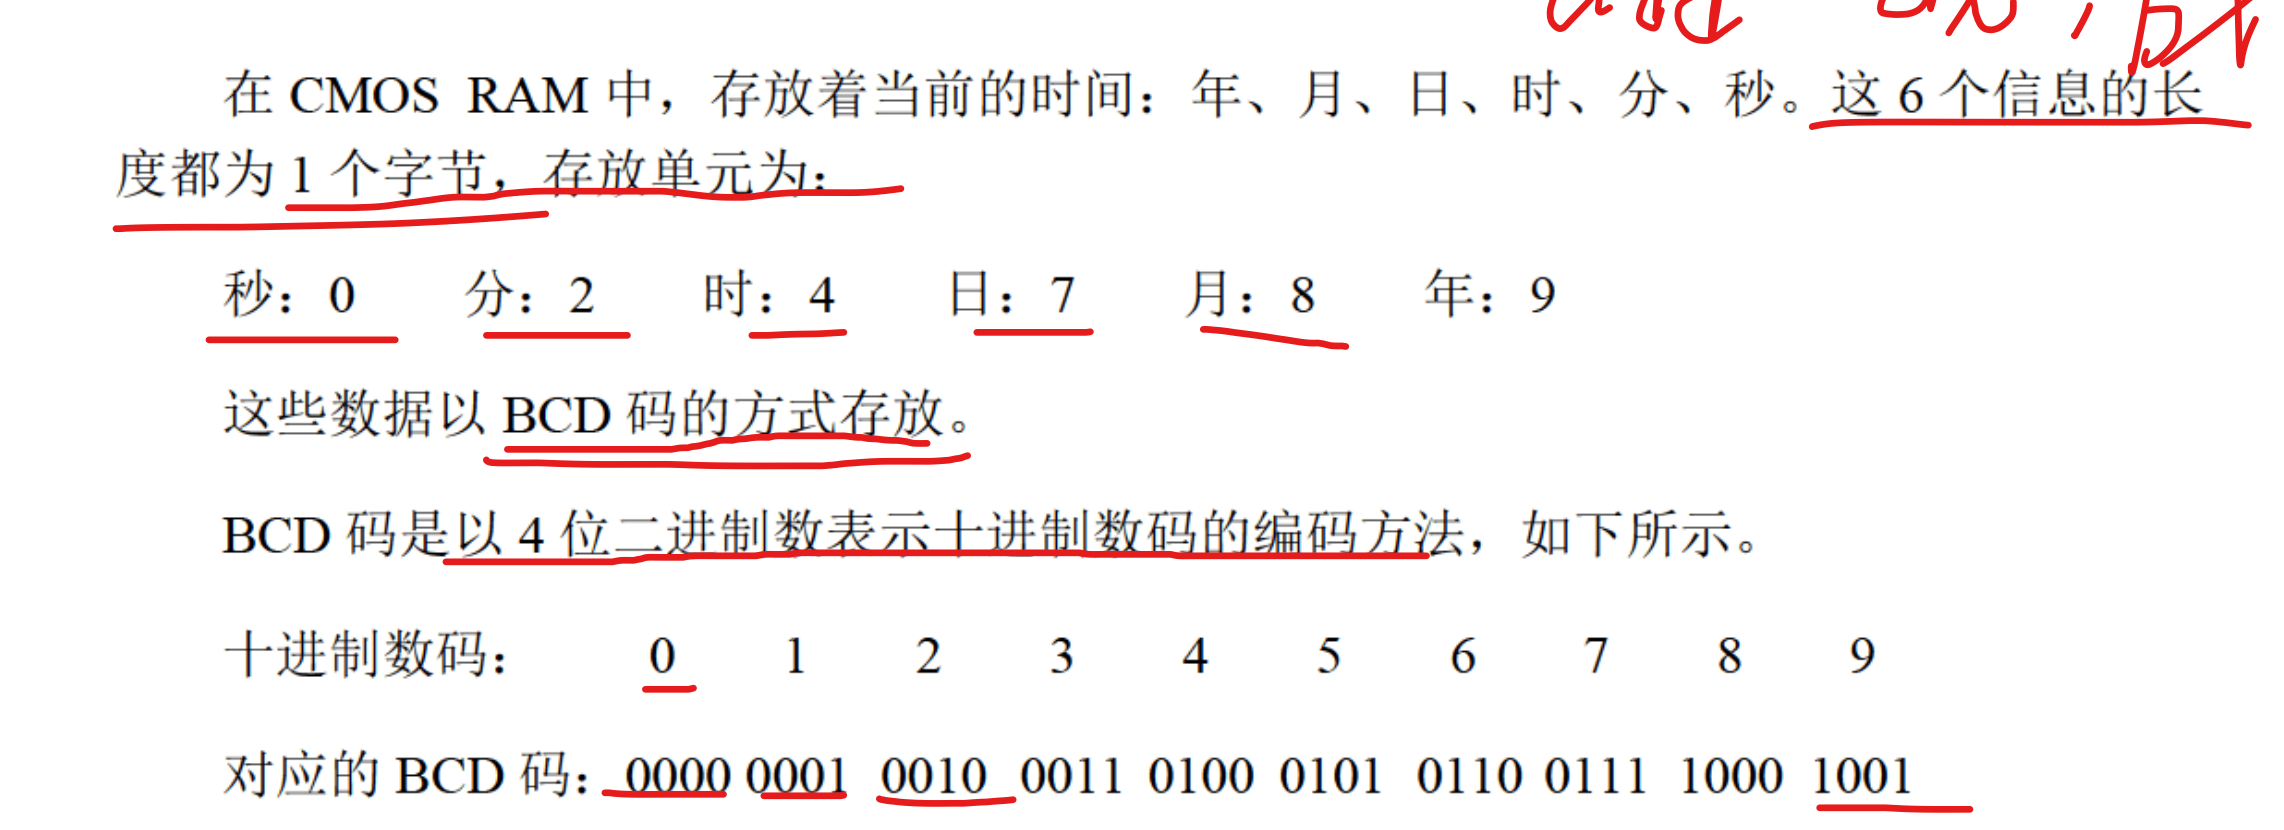 在 CMOS RAM 中，存放着当前的时间：年、月、日、时、分、秒。这 6 个信息的长
度都为 1 个字节，存放单元为：
秒：0 分：2 时：4 日：7 月：8 年：9
这些数据以 BCD 码的方式存放。
BCD 码是以 4 位二进制数表示十进制数码的编码方法，如下所示。
十进制数码： 0 1 2 3 4 5 6 7 8 9
对应的 BCD 码：0000 0001 0010 0011 0100 0101 0110 0111 1000 1001